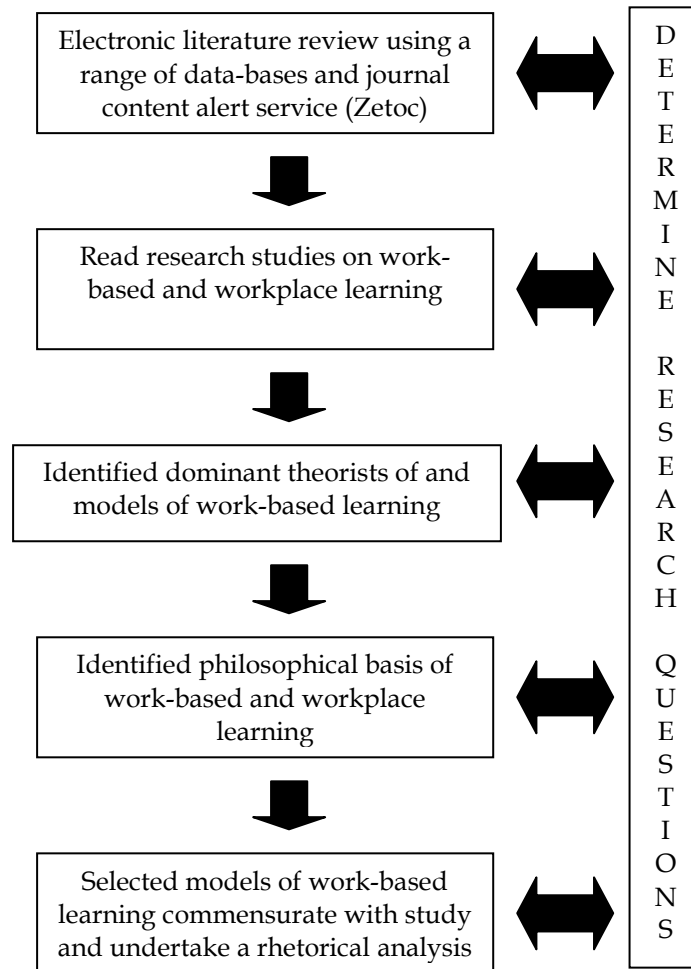 Electronic literature review using a
range of data-bases and journal
content alert service (Zetoc)
Read research studies on work-
based and workplace learning
Identified dominant theorists of and
models of work-based learning
Identified philosophical basis of
work-based and workplace
learning
Selected models of work-based
learning commensurate with study
and undertake a rhetorical analysis
D
E
T
E
R
M
I
N
E
R
E
S
E
A
R
C
H
Q
U
E
S
T
I
O
N
S